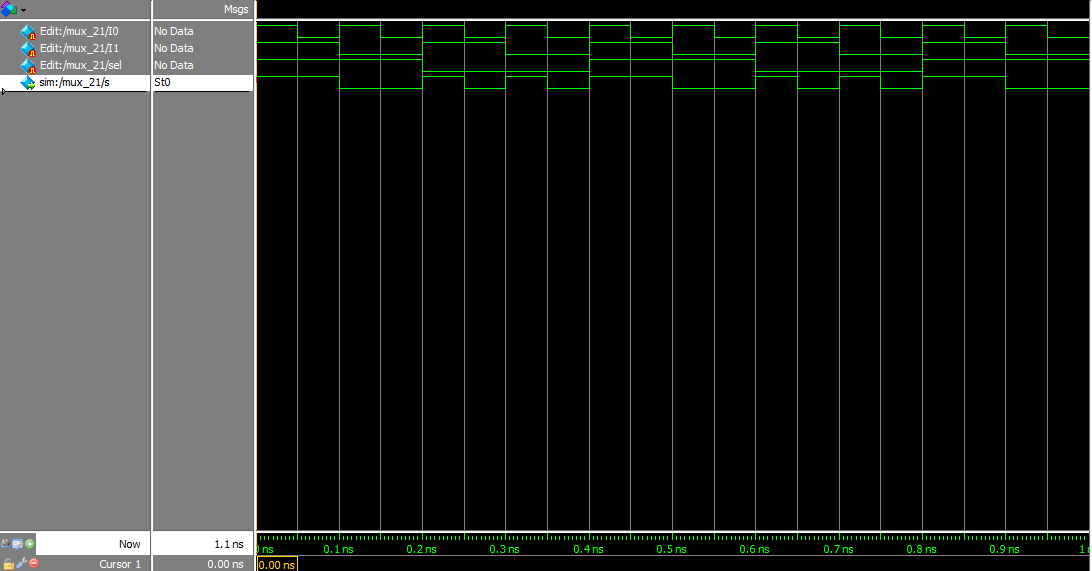 Msgs
Edit:/mux_21/I0 No Data
Edit:/mux_21/I1 No Data
Edit:/mux_21/sel No Data
sim:/mux_21/s St0
Now 1.1 ns ns 0.1 ns 0.2 ns 0.3 ns 0.4 ns 0.5 ns 0.6 ns 0.7 ns 0.8 ns 0.9 ns 1
Cursor 1 0.00 ns 0.00 ns